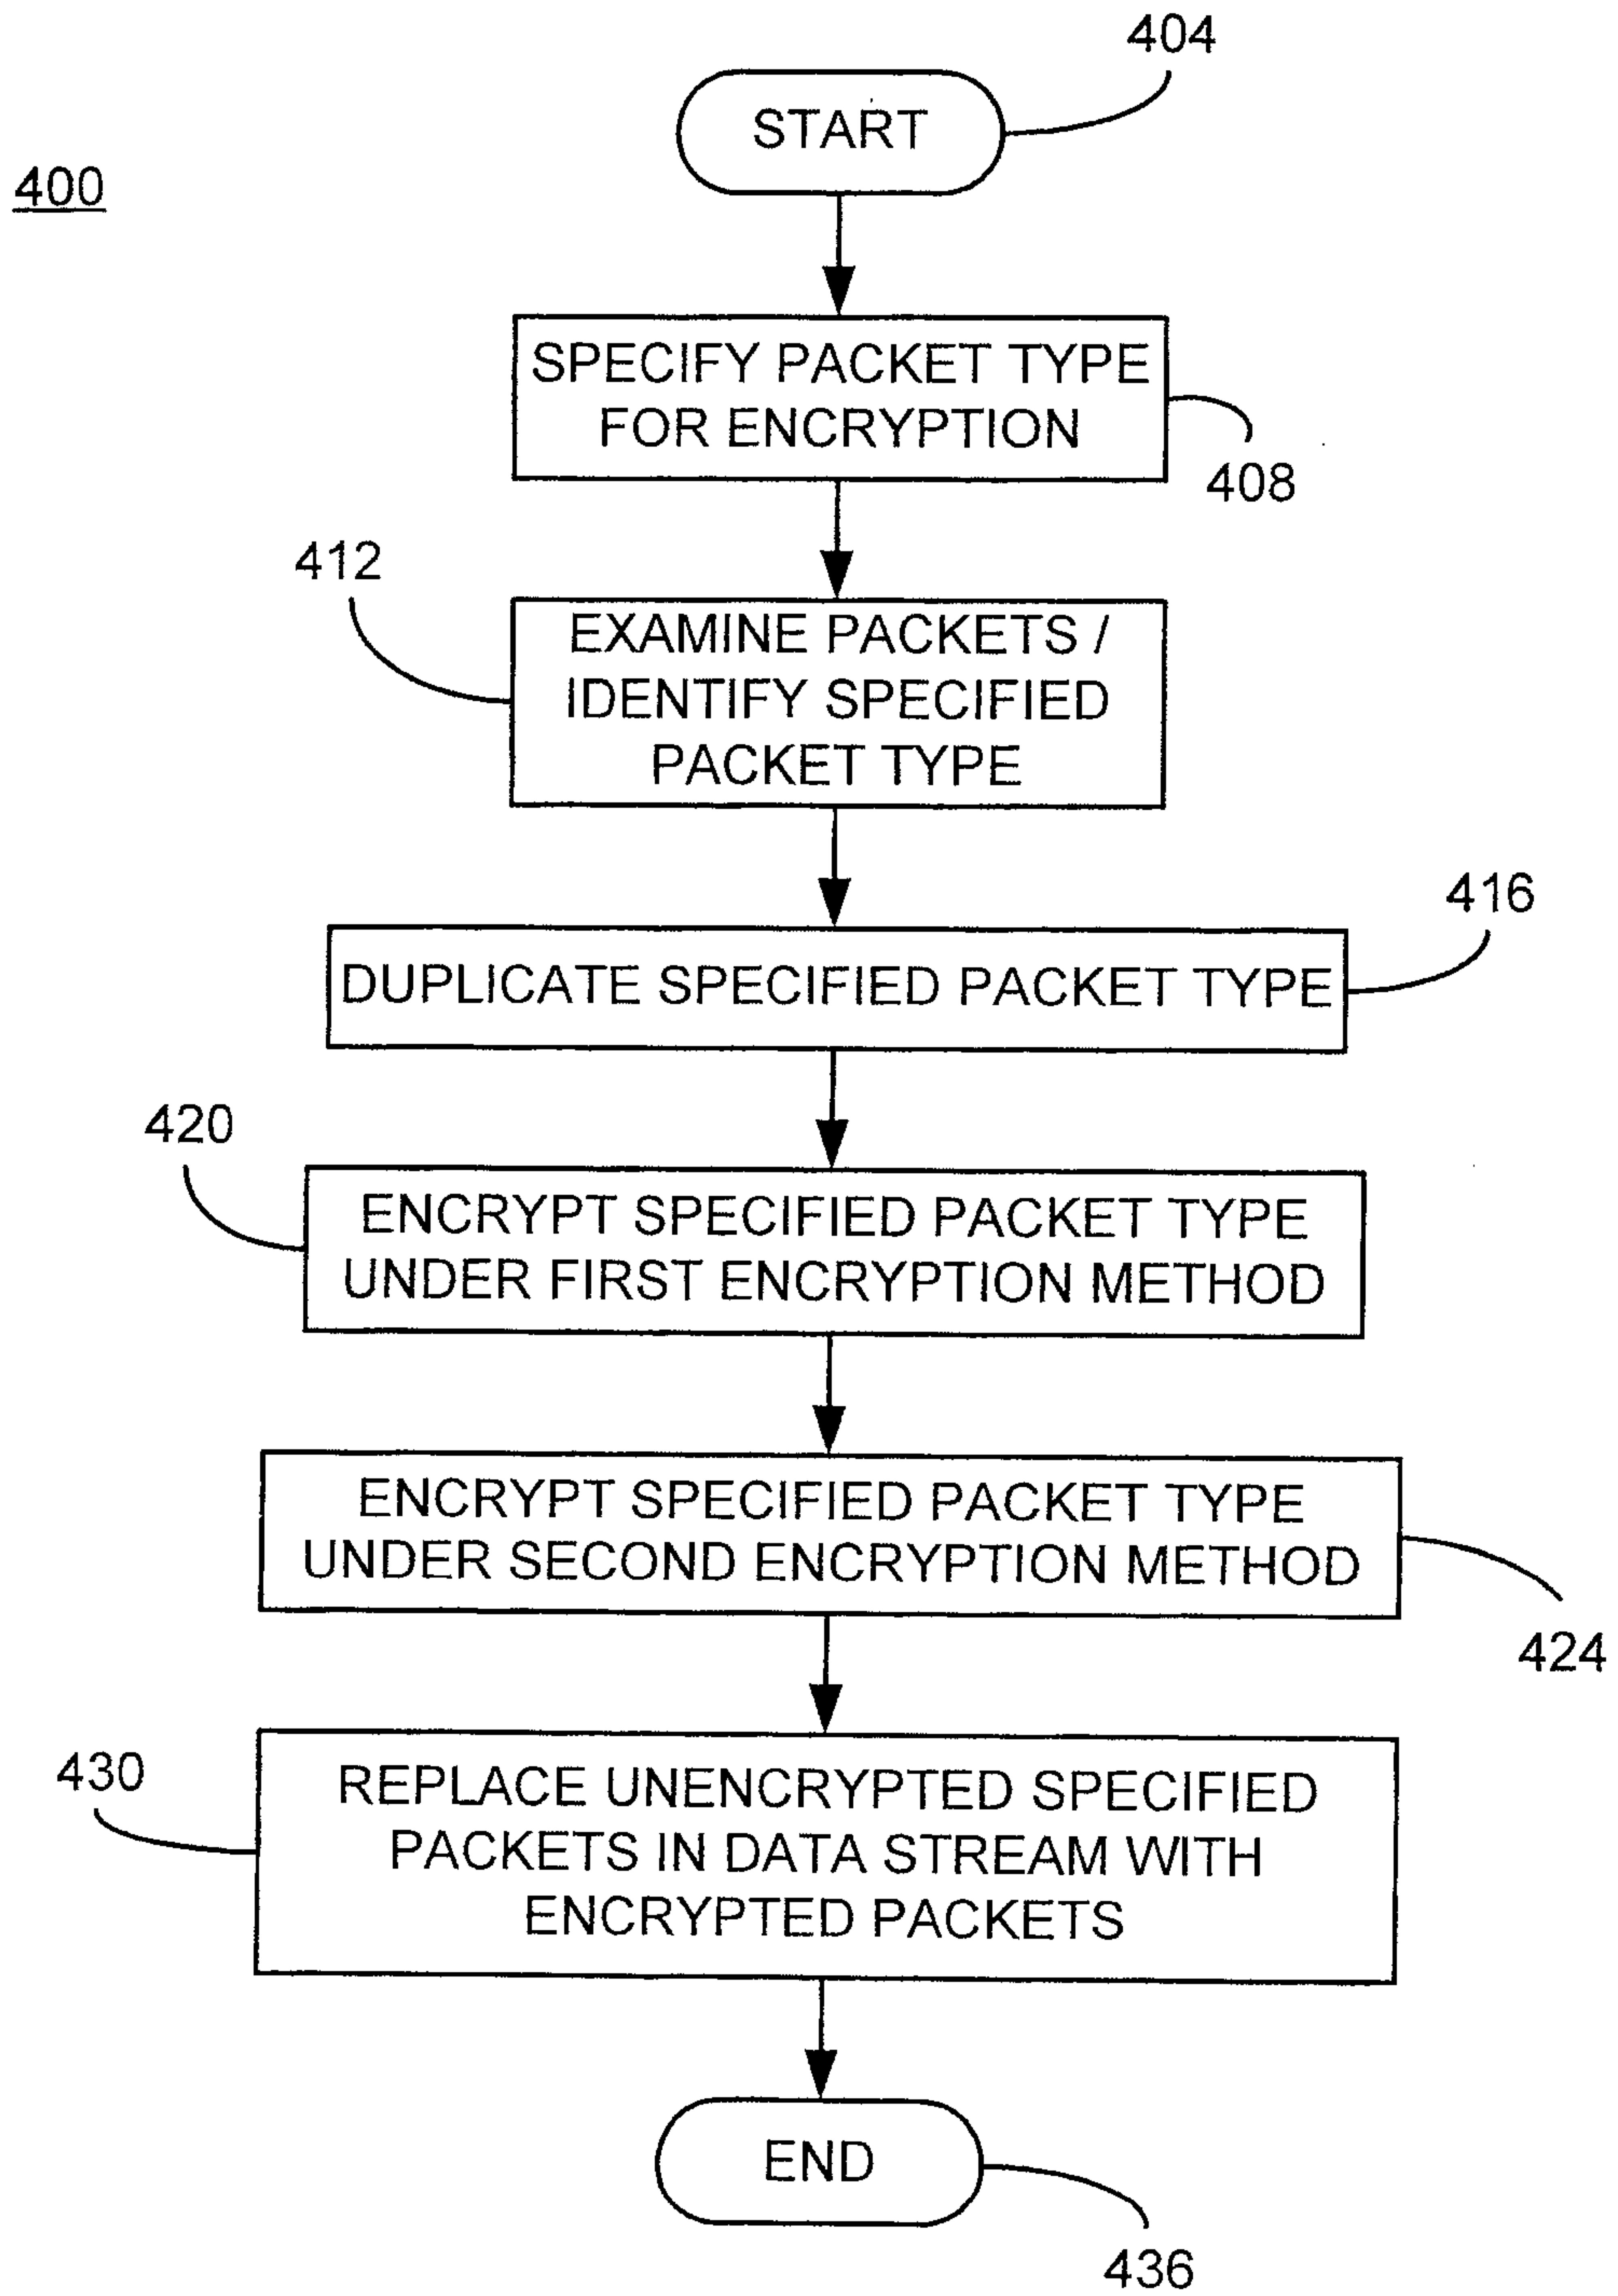 404
START
400
SPECIFY PACKET TYPE
FOR ENCRYPTION
408
412
EXAMINE PACKETS /
IDENTIFY SPECIFIED
PACKET TYPE
416
DUPLICATE SPECIFIED PACKET TYPE
420
ENCRYPT SPECIFIED PACKET TYPE
UNDER FIRST ENCRYPTION METHOD
ENCRYPT SPECIFIED PACKET TYPE
UNDER SECOND ENCRYPTION METHOD
424
430
REPLACE UNENCRYPTED SPECIFIED
PACKETS IN DATA STREAM WITH
ENCRYPTED PACKETS
END
436